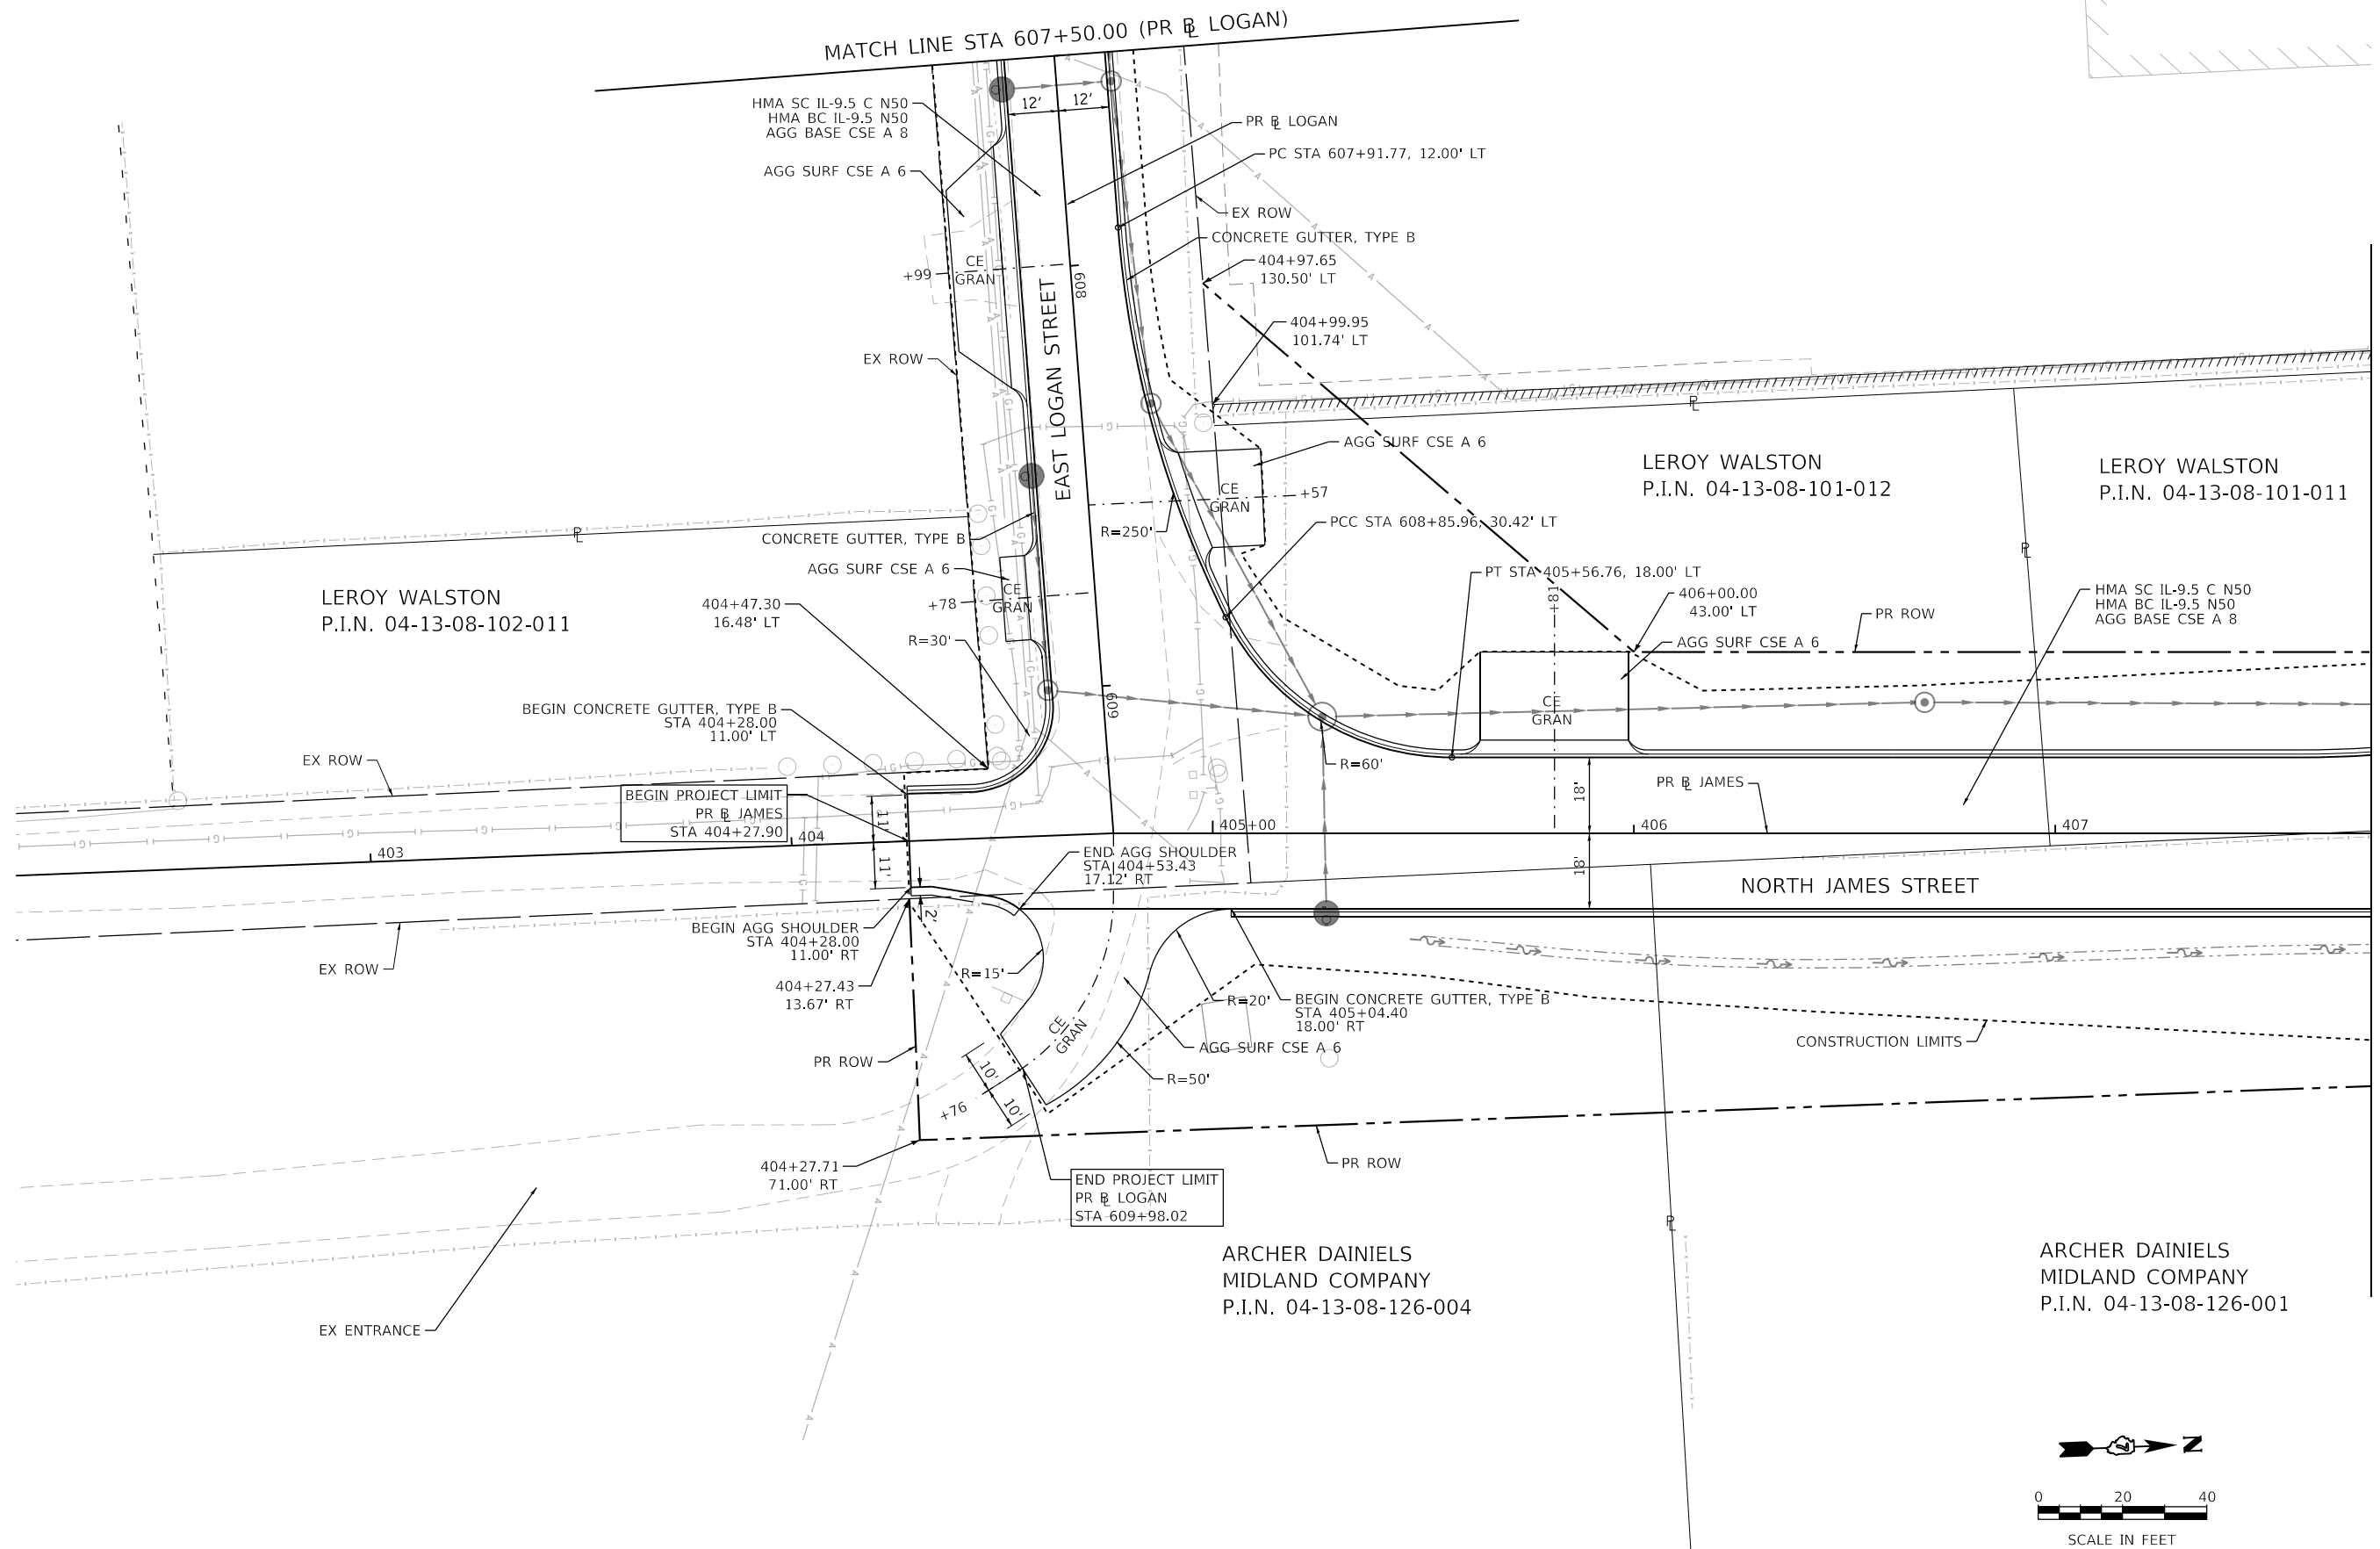 MATCH LINE STA 607+50.00 (PR BL LOGAN)
HMA SC IL-9.5 C N50
HMA BC IL-9.5 N50
AGG BASE CSE A 8
12'
12'
PR BL LOGAN
PC STA 607+91.77, 12.00' LT
AGG SURF CSE A 6
EX ROW
CONCRETE GUTTER, TYPE B
404+97.65
130.50' LT
+99
CE
GRAN
608
404+99.95
101.74' LT
EX ROW
EAST LOGAN STREET
AGG SURF CSE A 6
LEROY WALSTON
P.I.N. 04-13-08-101-012
LEROY WALSTON
P.I.N. 04-13-08-101-011
PL
CE
GRAN
+57
PL
R=250'
PCC STA 608+85.96, 30.42' LT
CONCRETE GUTTER, TYPE B
PL
AGG SURF CSE A 6
PT STA 405+56.76, 18.00' LT
LEROY WALSTON
P.I.N. 04-13-08-102-011
404+47.30
16.48' LT
+78
CE
GRAN
+81
406+00.00
43.00' LT
PR ROW
HMA SC IL-9.5 C N50
HMA BC IL-9.5 N50
AGG BASE CSE A 8
R=30'
AGG SURF CSE A 6
BEGIN CONCRETE GUTTER, TYPE B
STA 404+28.00
11.00' LT
609
CE
GRAN
EX ROW
R=60'
BEGIN PROJECT LIMIT
PR BL JAMES
STA 404+27.90
11'
11'
18'
18'
PR BL JAMES
403
404
405+00
406
407
END AGG SHOULDER
STA 404+53.43
17.12' RT
NORTH JAMES STREET
2'
BEGIN AGG SHOULDER
STA 404+28.00
11.00' RT
EX ROW
404+27.43
13.67' RT
R=15'
R=20'
BEGIN CONCRETE GUTTER, TYPE B
STA 405+04.40
18.00' RT
CE
GRAN
AGG SURF CSE A 6
CONSTRUCTION LIMITS
PR ROW
R=50'
10'
10'
+76
404+27.71
71.00' RT
PR ROW
END PROJECT LIMIT
PR BL LOGAN
STA 609+98.02
PL
EX ENTRANCE
ARCHER DAINIELS
MIDLAND COMPANY
P.I.N. 04-13-08-126-004
ARCHER DAINIELS
MIDLAND COMPANY
P.I.N. 04-13-08-126-001
N
0 20 40
SCALE IN FEET